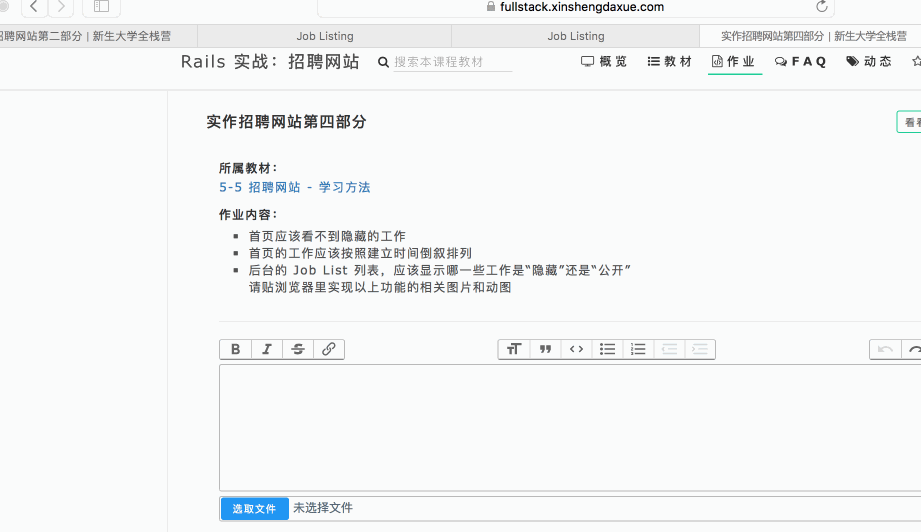 fullstack.xinshengdaxue.com
聘网站第二部分 | 新生大学全栈营
Job Listing
Job Listing
实作招聘网站第四部分 | 新生大学全栈营
Rails 实战：招聘网站
搜索本课程教材
概览
教材
作业
FAQ
动态
实作招聘网站第四部分
看
所属教材：
5-5 招聘网站 - 学习方法
作业内容：
首页应该看不到隐藏的工作
首页的工作应该按照建立时间倒叙排列
后台的 Job List 列表，应该显示哪一些工作是“隐藏”还是“公开”
请贴浏览器里实现以上功能的相关图片和动图
选取文件 未选择文件